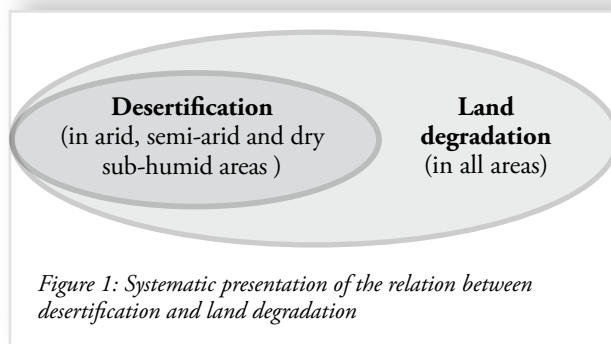 Desertification
(in arid, semi-arid and dry
sub-humid areas )
Land
degradation
(in all areas)
Figure 1: Systematic presentation of the relation between
desertification and land degradation